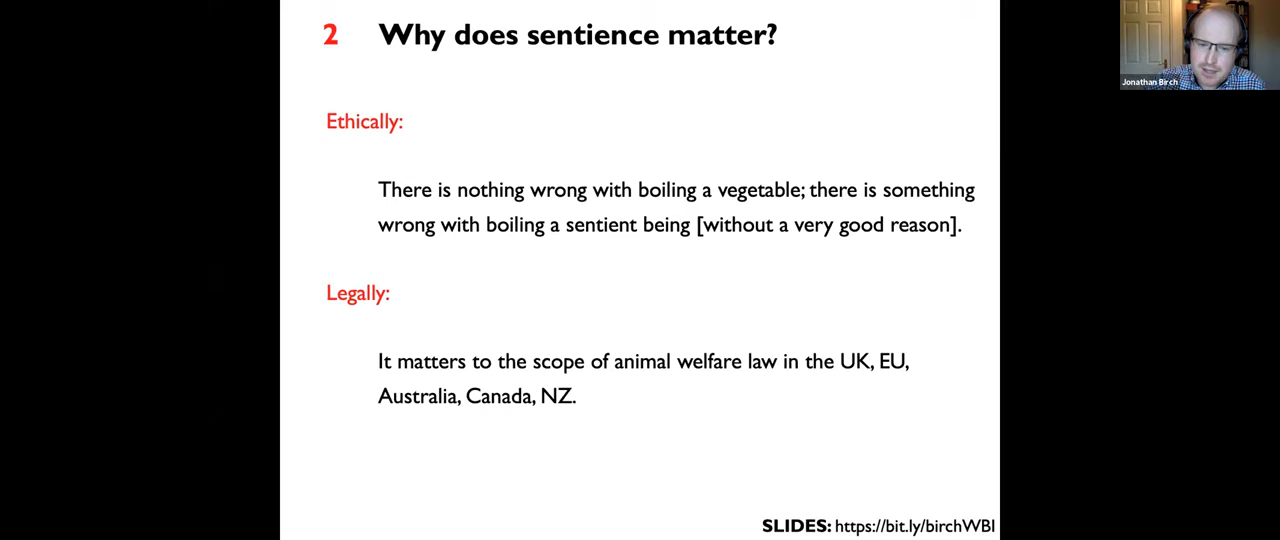 2 Why does sentience matter?
Jonathan Birch
Ethically:
There is nothing wrong with boiling a vegetable; there is something
wrong with boiling a sentient being [without a very good reason].
Legally:
It matters to the scope of animal welfare law in the UK, EU,
Australia, Canada, NZ.
SLIDES: https://bit.ly/birchWBI